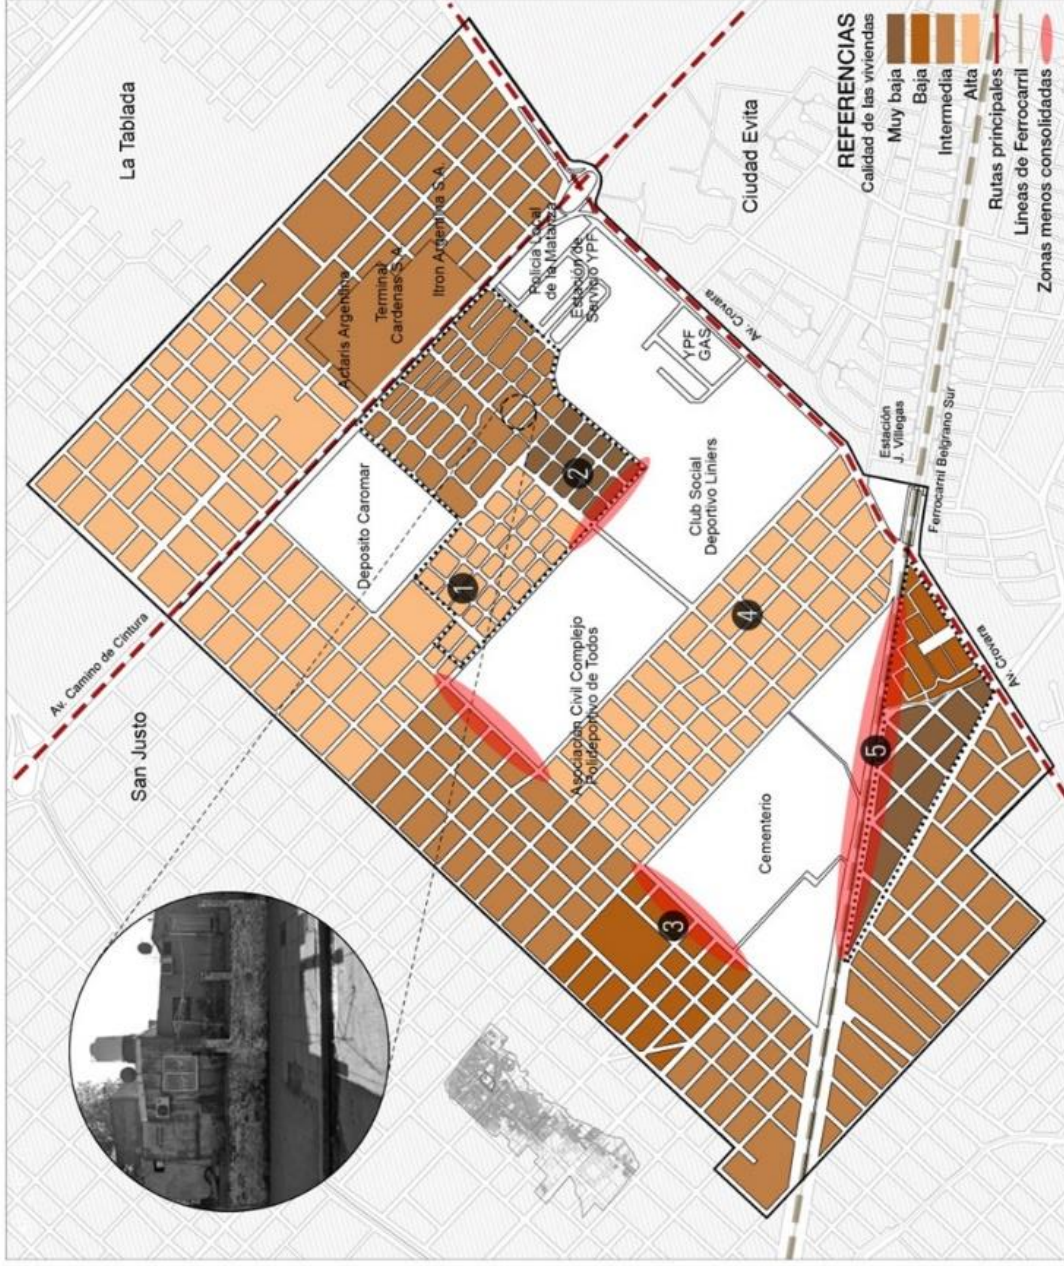 La Tablada
Av. Camino de Cintura
San Justo
Actaris Argentina
Terminal
Cardenas S.A.
Itron Argentina S.A.
Policia Local
de la Matanza
Estación de
Servicio YPF
Ciudad Evita
Deposito Caromar
YPF
GAS
Av. Crovara
1
2
Club Social
Deportivo Liniers
Estación
J. Villegas
Ferrocarril Belgrano Sur
Asociación Civil Complejo
Polideportivo de Todos
4
Cementerio
3
5
Av. Crovara
REFERENCIAS
Calidad de las viviendas
Muy baja
Baja
Intermedia
Alta
Rutas principales
Líneas de Ferrocarril
Zonas menos consolidadas